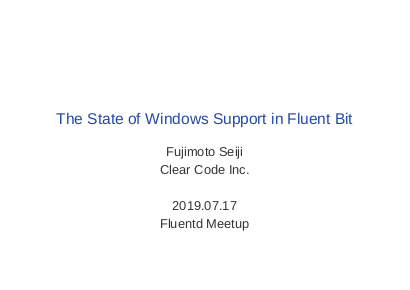 The State of Windows Support in Fluent Bit
Fujimoto Seiji
Clear Code Inc.
2019.07.17
Fluentd Meetup